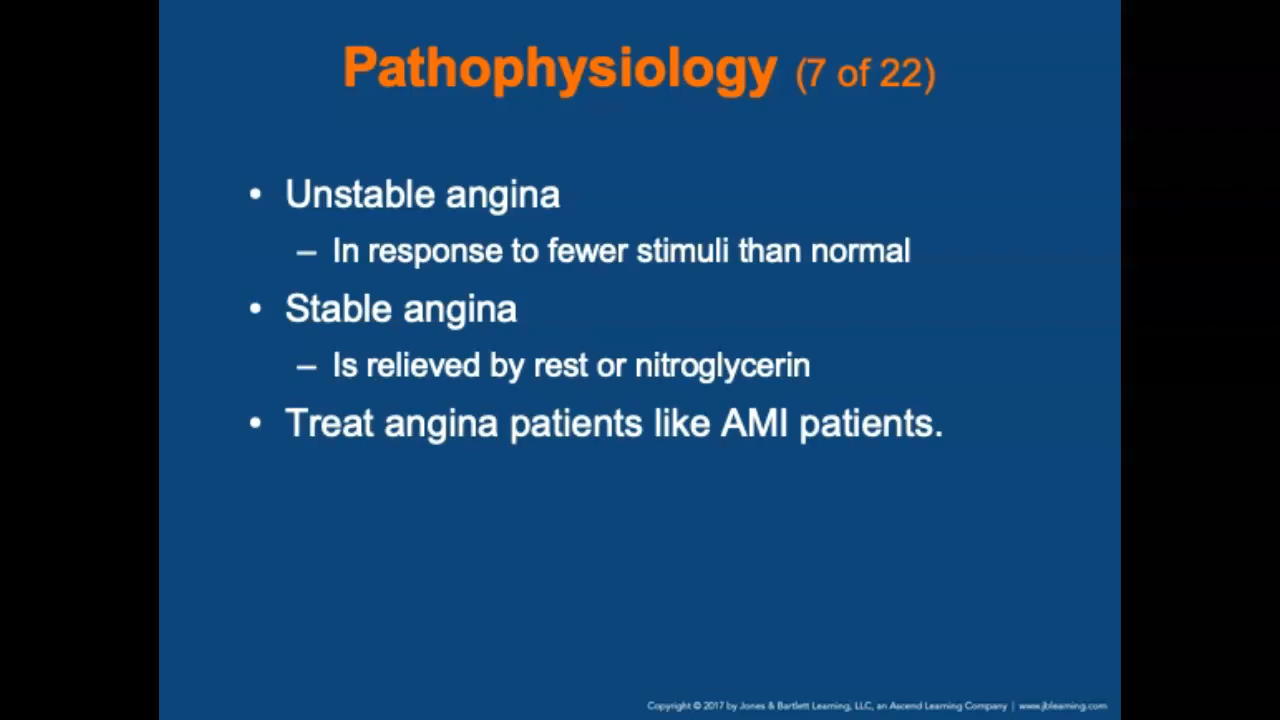 Pathophysiology (7 of 22)
• Unstable angina
– In response to fewer stimuli than normal
• Stable angina
– Is relieved by rest or nitroglycerin
• Treat angina patients like AMI patients.
Copyright © 2017 by Jones & Bartlett Learning, LLC, an Ascend Learning Company | www.jblearning.com